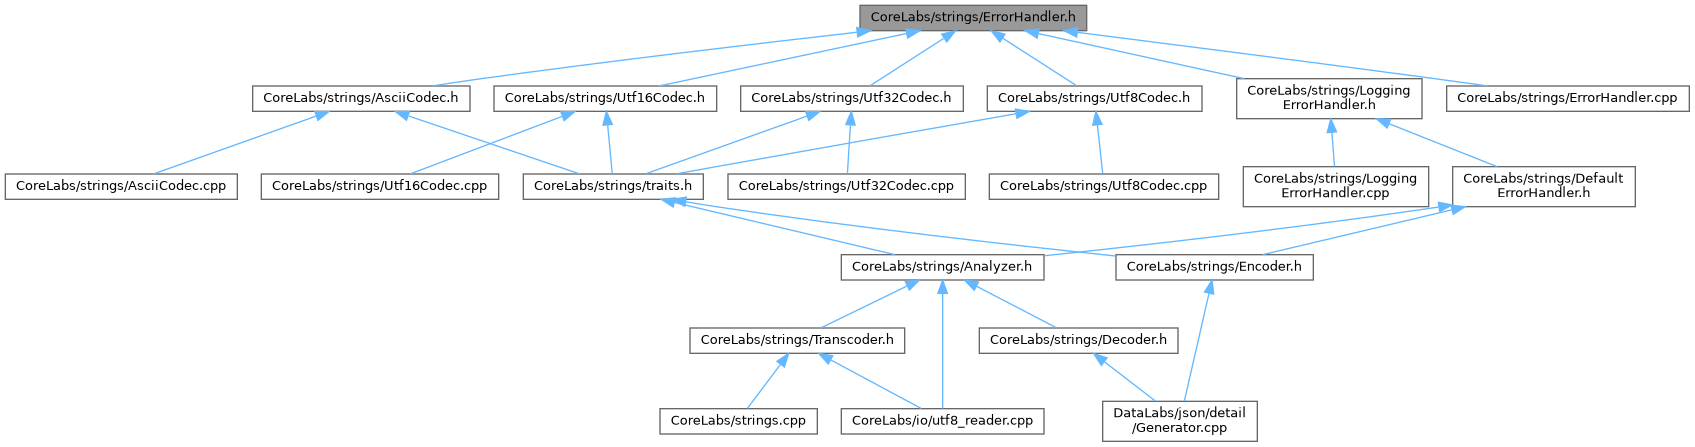 CoreLabs/strings/ErrorHandler.h
CoreLabs/strings/AsciiCodec.h
CoreLabs/strings/Utf16Codec.h
CoreLabs/strings/Utf32Codec.h
CoreLabs/strings/Utf8Codec.h
CoreLabs/strings/Logging
ErrorHandler.h
CoreLabs/strings/ErrorHandler.cpp
CoreLabs/strings/AsciiCodec.cpp
CoreLabs/strings/Utf16Codec.cpp
CoreLabs/strings/traits.h
CoreLabs/strings/Utf32Codec.cpp
CoreLabs/strings/Utf8Codec.cpp
CoreLabs/strings/Logging
ErrorHandler.cpp
CoreLabs/strings/Default
ErrorHandler.h
CoreLabs/strings/Analyzer.h
CoreLabs/strings/Encoder.h
CoreLabs/strings/Transcoder.h
CoreLabs/strings/Decoder.h
CoreLabs/strings.cpp
CoreLabs/io/utf8_reader.cpp
DataLabs/json/detail
/Generator.cpp